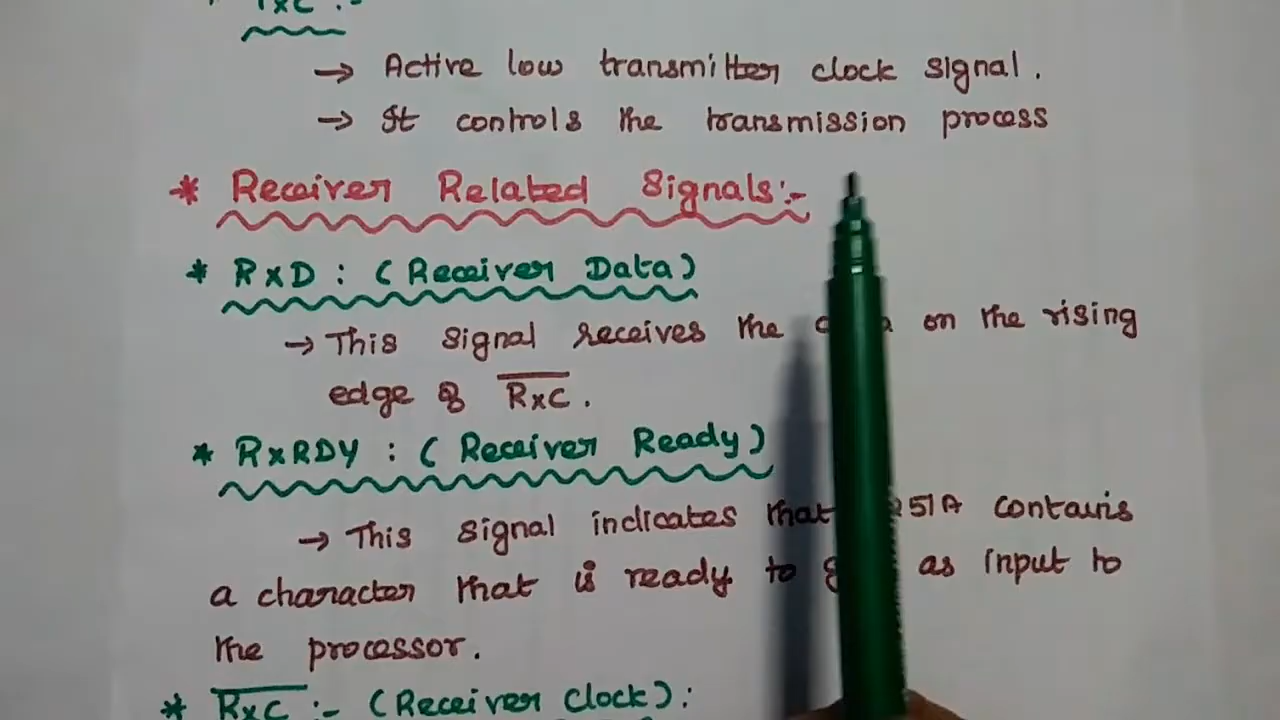 * TxC :-
→ Active low transmitter clock signal.
→ It controls the transmission process
* Receiver Related Signals:-
* RxD : (Receiver Data)
→ This signal receives the on the rising
edge of R̅x̅C̅.
* RxRDY : (Receiver Ready)
→ This signal indicates that 251A contains
a character that is ready to as input to
the processor.
* R̅x̅C̅ :- (Receiver Clock):